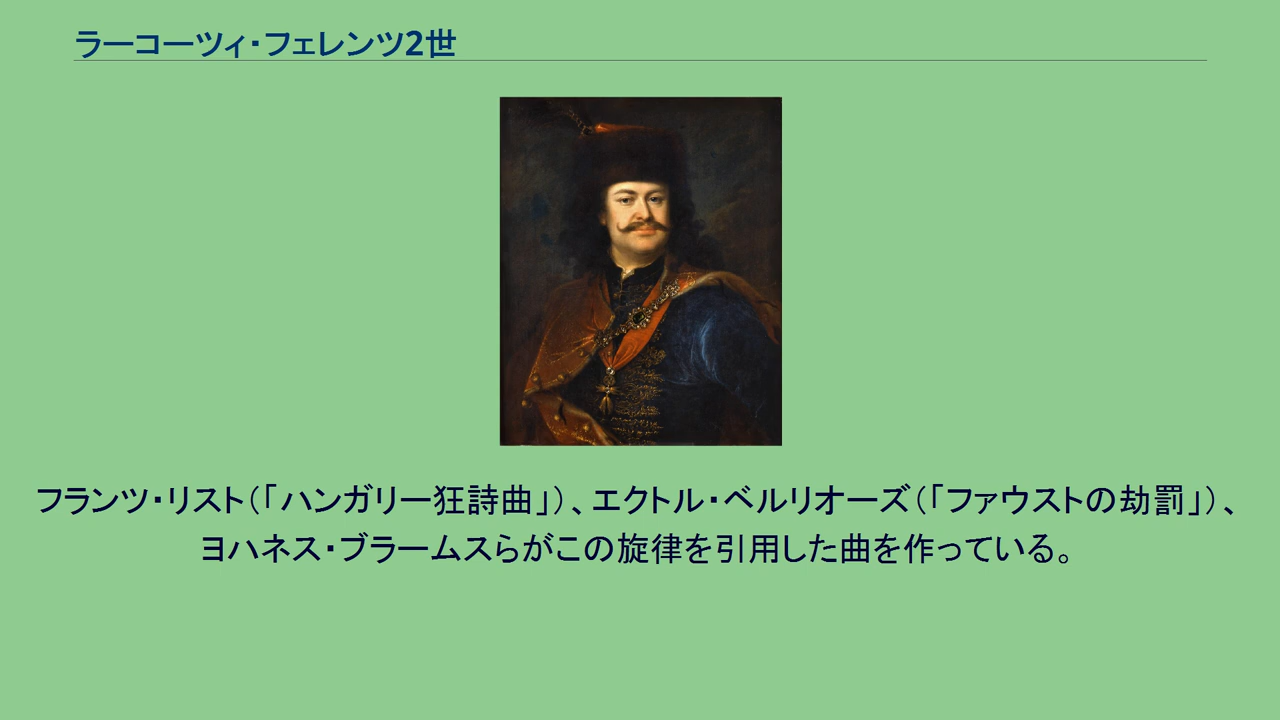 ラーコーツィ・フェレンツ2世
フランツ・リスト(「ハンガリー狂詩曲」)、エクトル・ベルリオーズ(「ファウストの劫罰」)、
ヨハネス・ブラームスらがこの旋律を引用した曲を作っている。